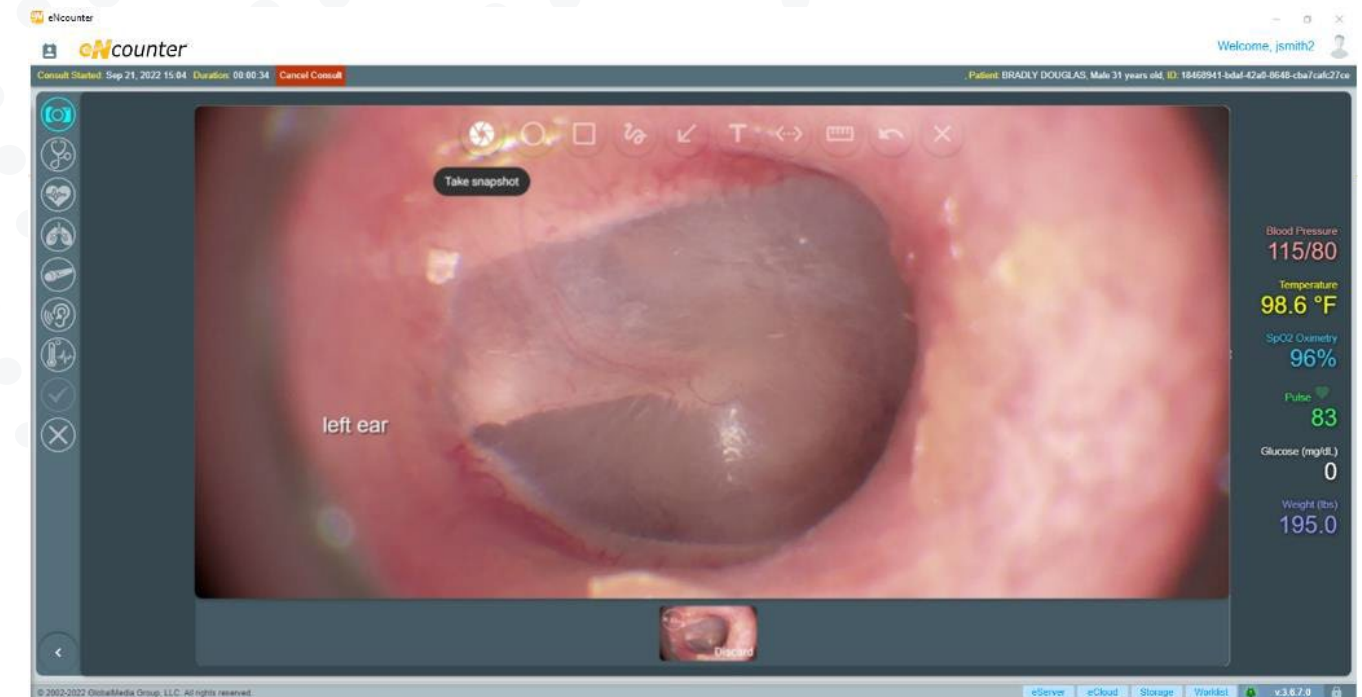 eNcounter
eNcounter
Welcome, jsmith2
Consult Started: Sep 21, 2022 15:04 Duration: 00:00:34 Cancel Consult
, Patient: BRADLY DOUGLAS, Male 31 years old, ID: 18468941-bdaf-42a0-8648-cba7cafc27ce
T
Take snapshot
left ear
Blood Pressure
115/80
Temperature
98.6 °F
SpO2 Oximetry
96%
Pulse
83
Glucose (mg/dL)
0
Weight (lbs)
195.0
Discard
© 2002-2022 GlobalMedia Group, LLC. All rights reserved.
eServer eCloud Storage Worklist v.3.6.7.0